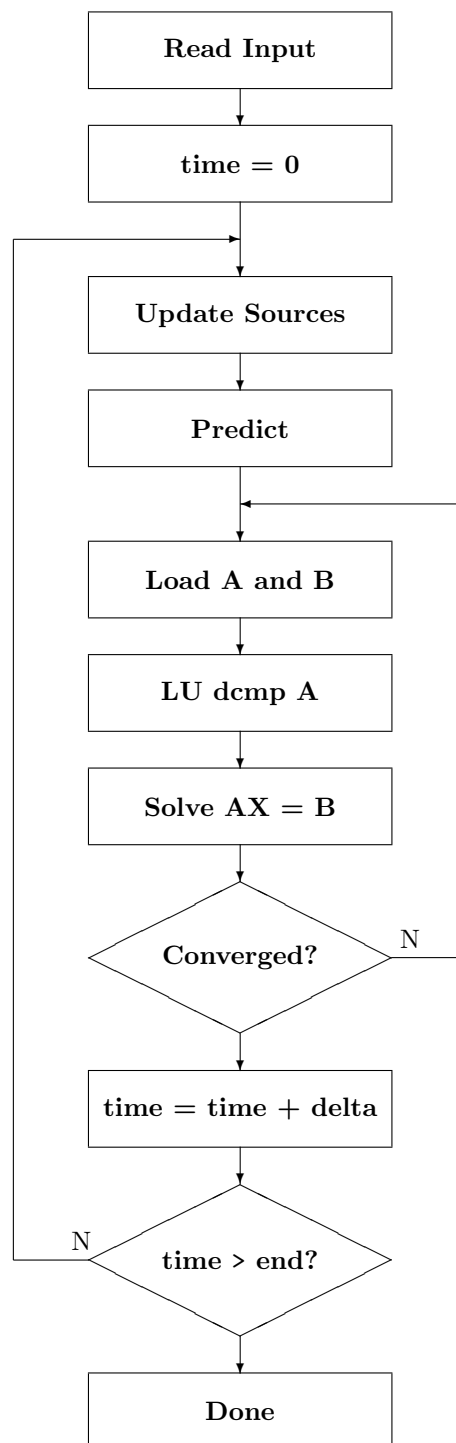 Read Input
time = 0
Update Sources
Predict
Load A and B
LU dcmp A
Solve AX = B
Converged?
N
time = time + delta
N
time > end?
Done